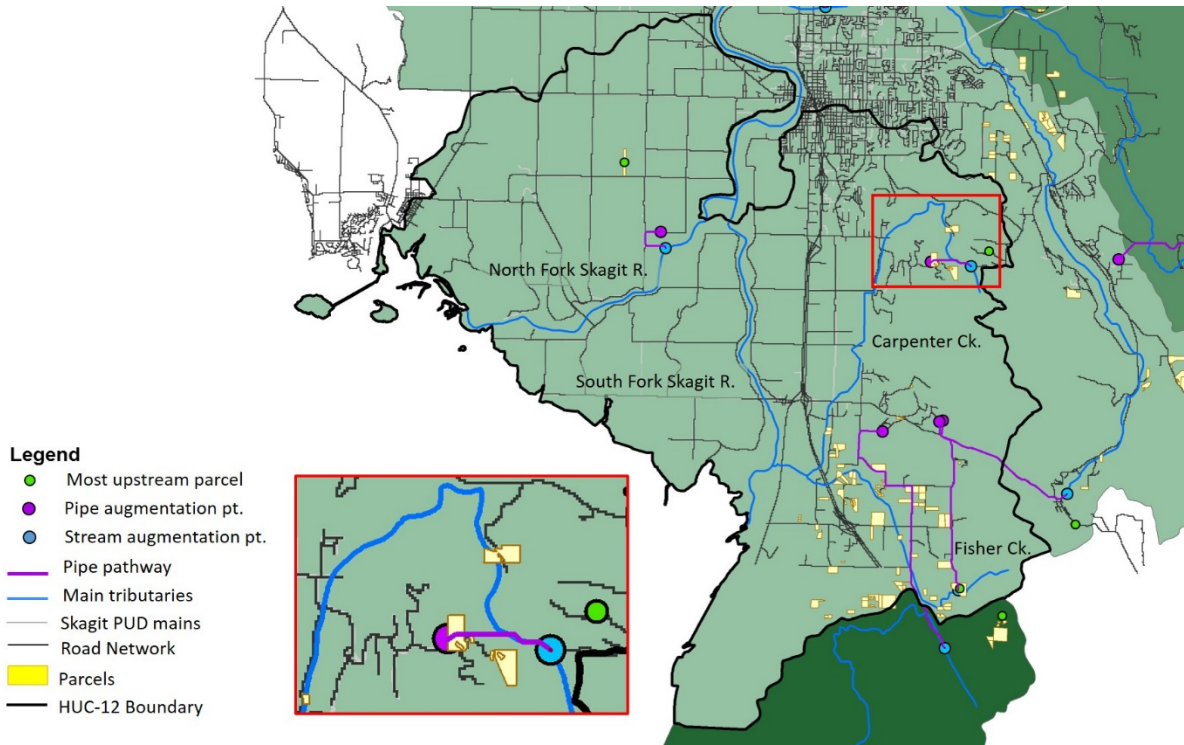 North Fork Skagit R.
South Fork Skagit R.
Carpenter Ck.
Fisher Ck.
Legend
Most upstream parcel
Pipe augmentation pt.
Stream augmentation pt.
Pipe pathway
Main tributaries
Skagit PUD mains
Road Network
Parcels
HUC-12 Boundary